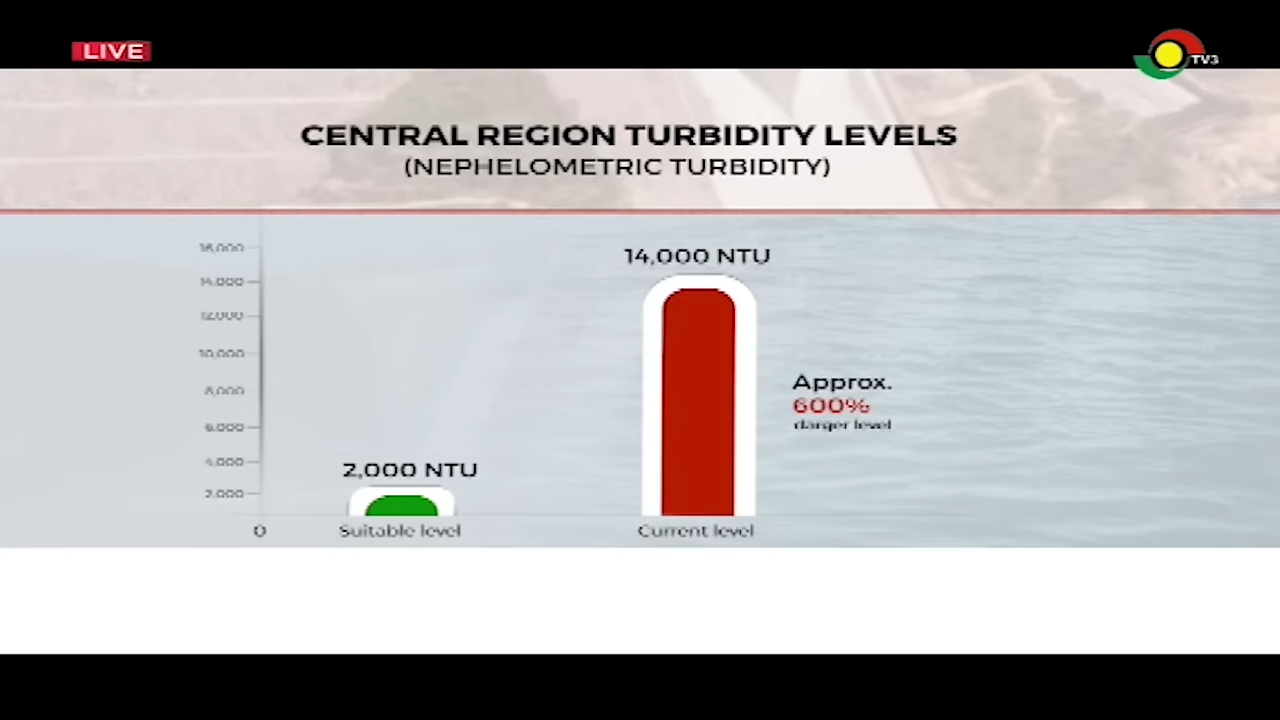 LIVE
TV3
CENTRAL REGION TURBIDITY LEVELS
(NEPHELOMETRIC TURBIDITY)
16,000
14,000 NTU
14,000
12,000
10,000
8,000
Approx.
600%
danger level
6,000
4,000
2,000 NTU
2,000
0
Suitable level
Current level